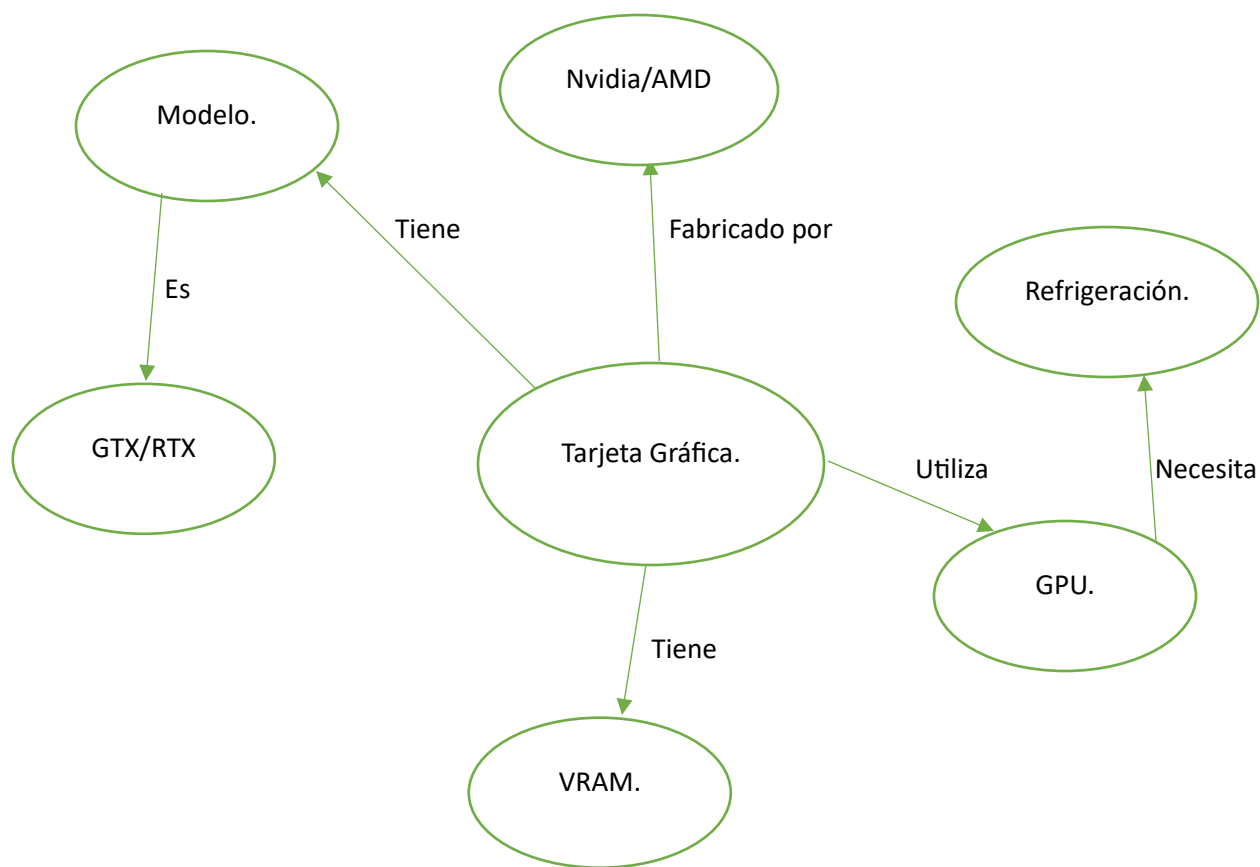 Nvidia/AMD
Modelo.
Tiene
Fabricado por
Es
Refrigeración.
GTX/RTX
Tarjeta Gráfica.
Utiliza
Necesita
GPU.
Tiene
VRAM.